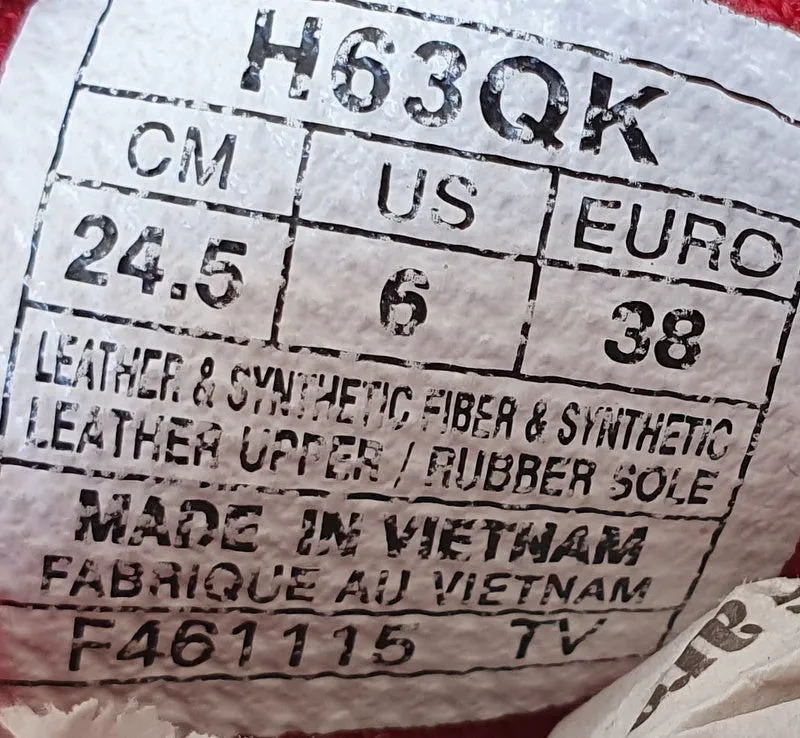 H63QK
CM US EURO
24.5 6 38
LEATHER & SYNTHETIC FIBER & SYNTHETIC
LEATHER UPPER / RUBBER SOLE
MADE IN VIETNAM
FABRIQUE AU VIETNAM
F461115 TV